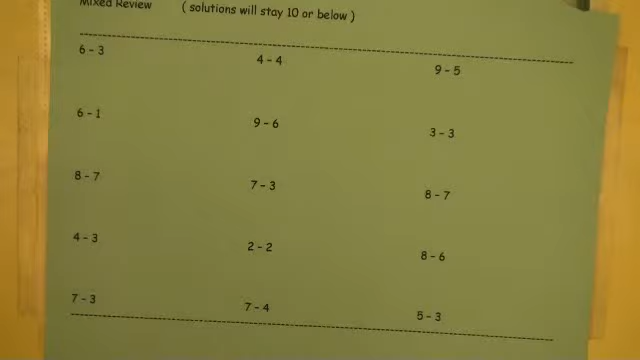 Mixed Review ( solutions will stay 10 or below )
6 - 3 4 - 4 9 - 5
6 - 1 9 - 6 3 - 3
8 - 7 7 - 3 8 - 7
4 - 3 2 - 2 8 - 6
7 - 3 7 - 4 5 - 3